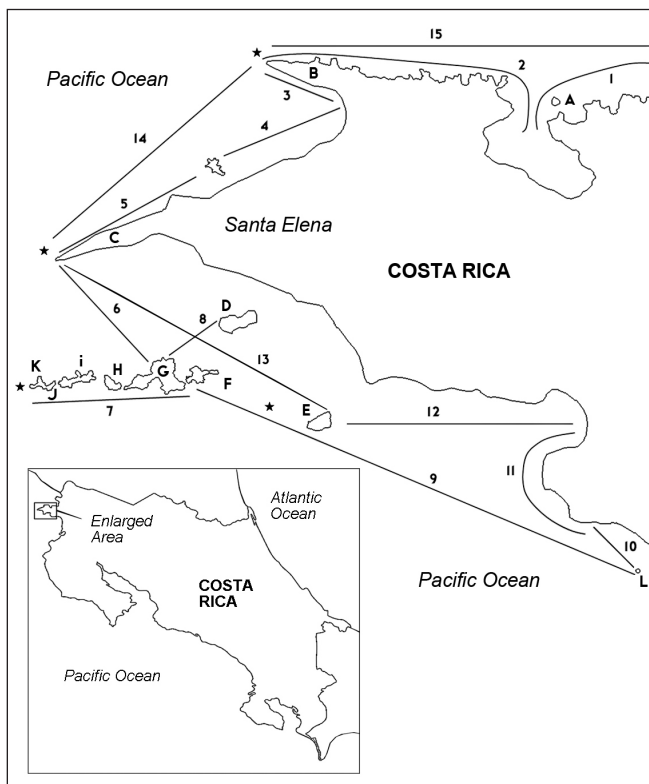 15
2
1
Pacific Ocean
B
A
3
4
14
5
Santa Elena
C
COSTA RICA
D
6
8
13
K
i
H
G
F
J
7
E
12
11
9
10
L
Pacific Ocean
Atlantic
Ocean
Enlarged
Area
COSTA
RICA
Pacific Ocean